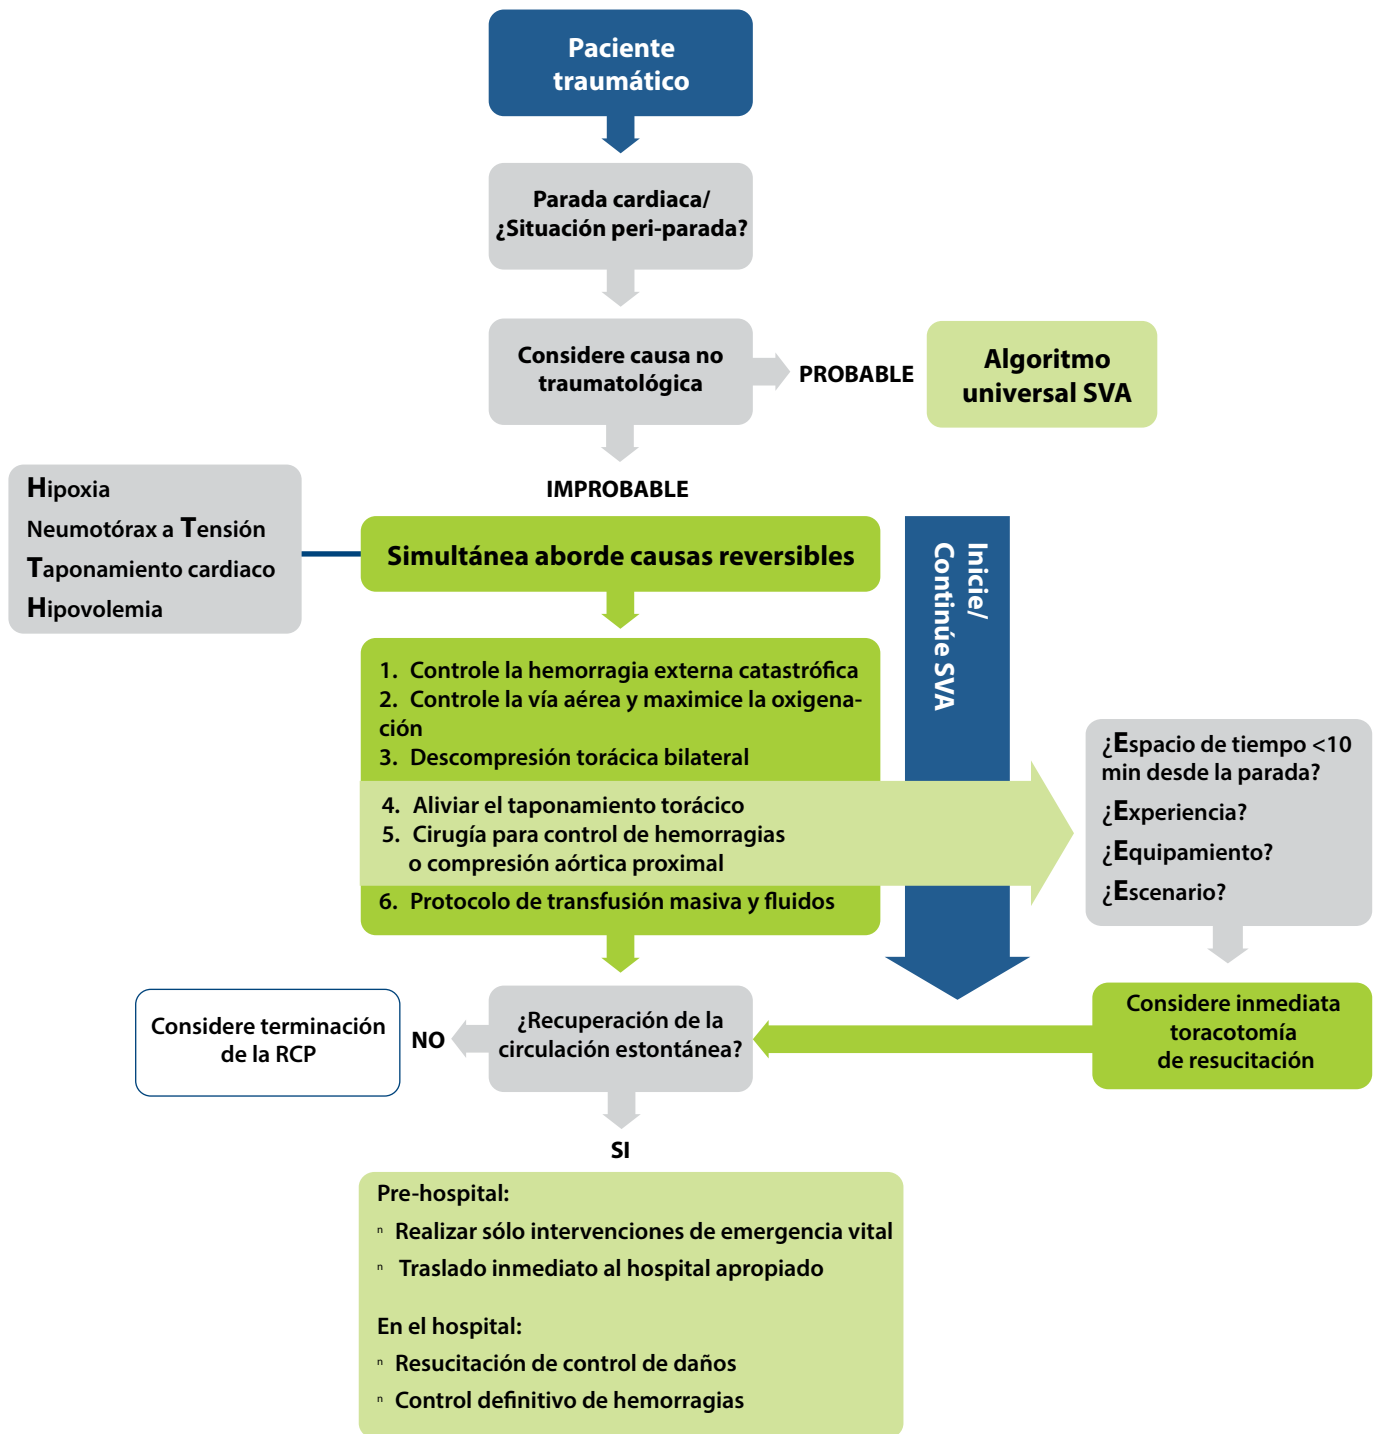 Paciente
traumático
Parada cardiaca/
¿Situación peri-parada?
Considere causa no
traumatológica
PROBABLE
Algoritmo
universal SVA
IMPROBABLE
Hipoxia
Neumotórax a Tensión
Taponamiento cardiaco
Hipovolemia
Simultánea aborde causas reversibles
Inicie/
Continúe SVA
1. Controle la hemorragia externa catastrófica
2. Controle la vía aérea y maximice la oxigena-
ción
3. Descompresión torácica bilateral
4. Aliviar el taponamiento torácico
5. Cirugía para control de hemorragias
o compresión aórtica proximal
6. Protocolo de transfusión masiva y fluidos
¿Espacio de tiempo <10
min desde la parada?
¿Experiencia?
¿Equipamiento?
¿Escenario?
Considere inmediata
toracotomía
de resucitación
¿Recuperación de la
circulación estontánea?
NO
Considere terminación
de la RCP
SI
Pre-hospital:
n Realizar sólo intervenciones de emergencia vital
n Traslado inmediato al hospital apropiado
En el hospital:
n Resucitación de control de daños
n Control definitivo de hemorragias